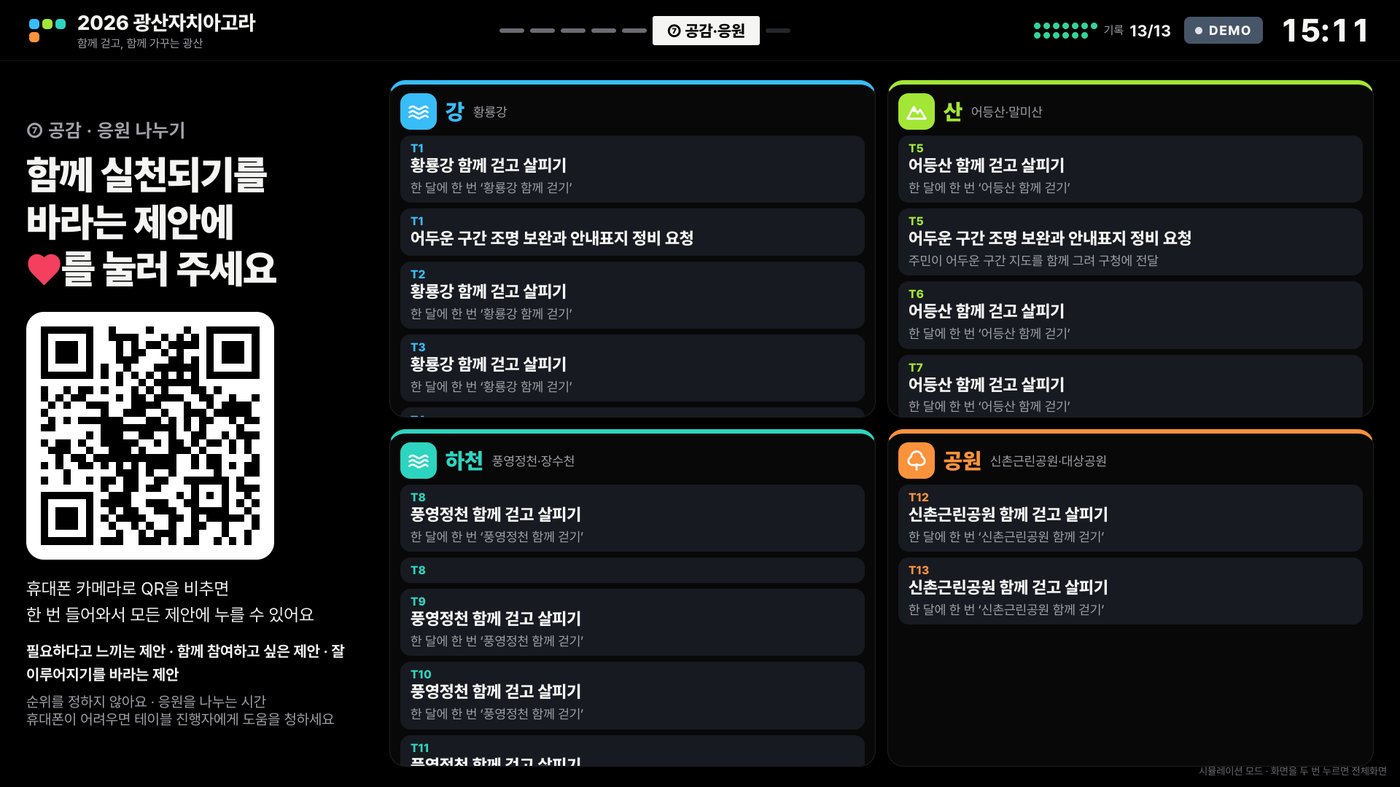 2026 광산자치아고라
함께 걷고, 함께 가꾸는 광산
⑦ 공감·응원
기록 13/13
DEMO
15:11
⑦ 공감 · 응원 나누기
함께 실천되기를
바라는 제안에
❤를 눌러 주세요
휴대폰 카메라로 QR을 비추면
한 번 들어와서 모든 제안에 누를 수 있어요
필요하다고 느끼는 제안 · 함께 참여하고 싶은 제안 · 잘
이루어지기를 바라는 제안
순위를 정하지 않아요 · 응원을 나누는 시간
휴대폰이 어려우면 테이블 진행자에게 도움을 청하세요
강 황룡강
T1
황룡강 함께 걷고 살피기
한 달에 한 번 ‘황룡강 함께 걷기’
T1
어두운 구간 조명 보완과 안내표지 정비 요청
T2
황룡강 함께 걷고 살피기
한 달에 한 번 ‘황룡강 함께 걷기’
T3
황룡강 함께 걷고 살피기
한 달에 한 번 ‘황룡강 함께 걷기’
산 어등산·말미산
T5
어등산 함께 걷고 살피기
한 달에 한 번 ‘어등산 함께 걷기’
T5
어두운 구간 조명 보완과 안내표지 정비 요청
주민이 어두운 구간 지도를 함께 그려 구청에 전달
T6
어등산 함께 걷고 살피기
한 달에 한 번 ‘어등산 함께 걷기’
T7
어등산 함께 걷고 살피기
한 달에 한 번 ‘어등산 함께 걷기’
하천 풍영정천·장수천
T8
풍영정천 함께 걷고 살피기
한 달에 한 번 ‘풍영정천 함께 걷기’
T8
T9
풍영정천 함께 걷고 살피기
한 달에 한 번 ‘풍영정천 함께 걷기’
T10
풍영정천 함께 걷고 살피기
한 달에 한 번 ‘풍영정천 함께 걷기’
T11
풍영정천 함께 걷고 살피기
공원 신촌근린공원·대상공원
T12
신촌근린공원 함께 걷고 살피기
한 달에 한 번 ‘신촌근린공원 함께 걷기’
T13
신촌근린공원 함께 걷고 살피기
한 달에 한 번 ‘신촌근린공원 함께 걷기’
시뮬레이션 모드 · 화면을 두 번 누르면 전체화면